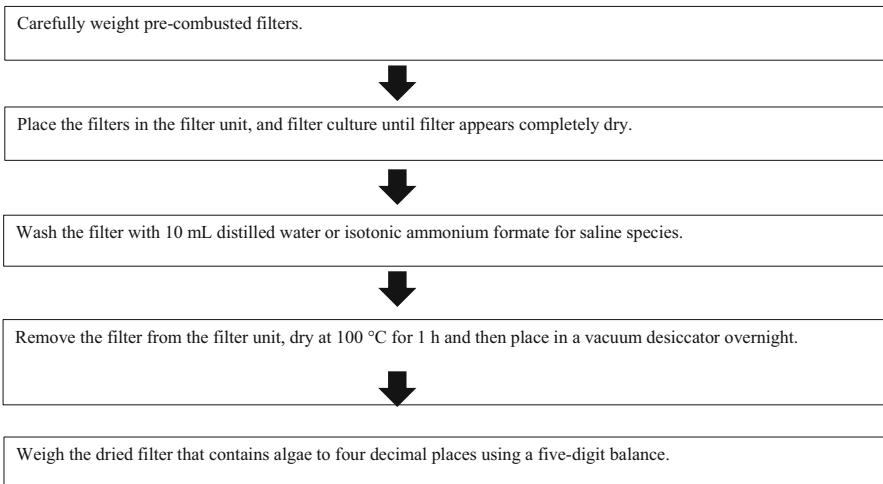 Carefully weight pre-combusted filters.
Place the filters in the filter unit, and filter culture until filter appears completely dry.
Wash the filter with 10 mL distilled water or isotonic ammonium formate for saline species.
Remove the filter from the filter unit, dry at 100 °C for 1 h and then place in a vacuum desiccator overnight.
Weigh the dried filter that contains algae to four decimal places using a five-digit balance.